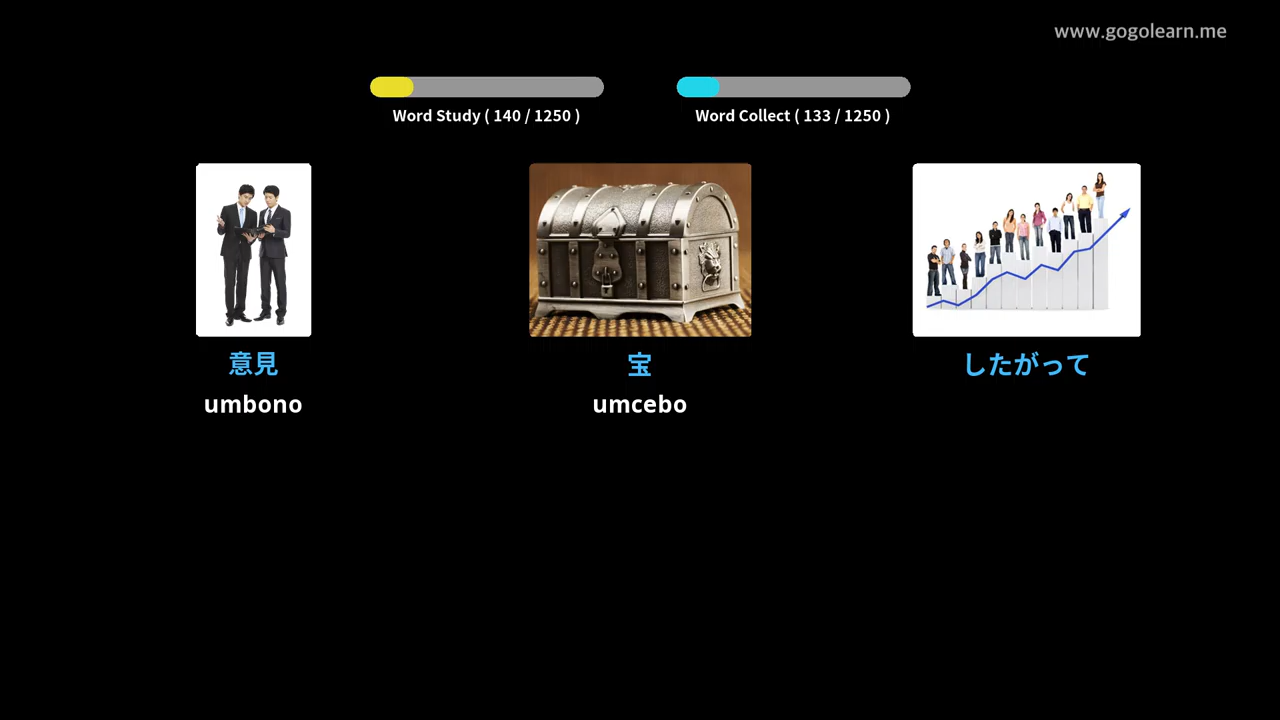 www.gogolearn.me
Word Study ( 140 / 1250 )
Word Collect ( 133 / 1250 )
意見
宝
したがって
umbono
umcebo